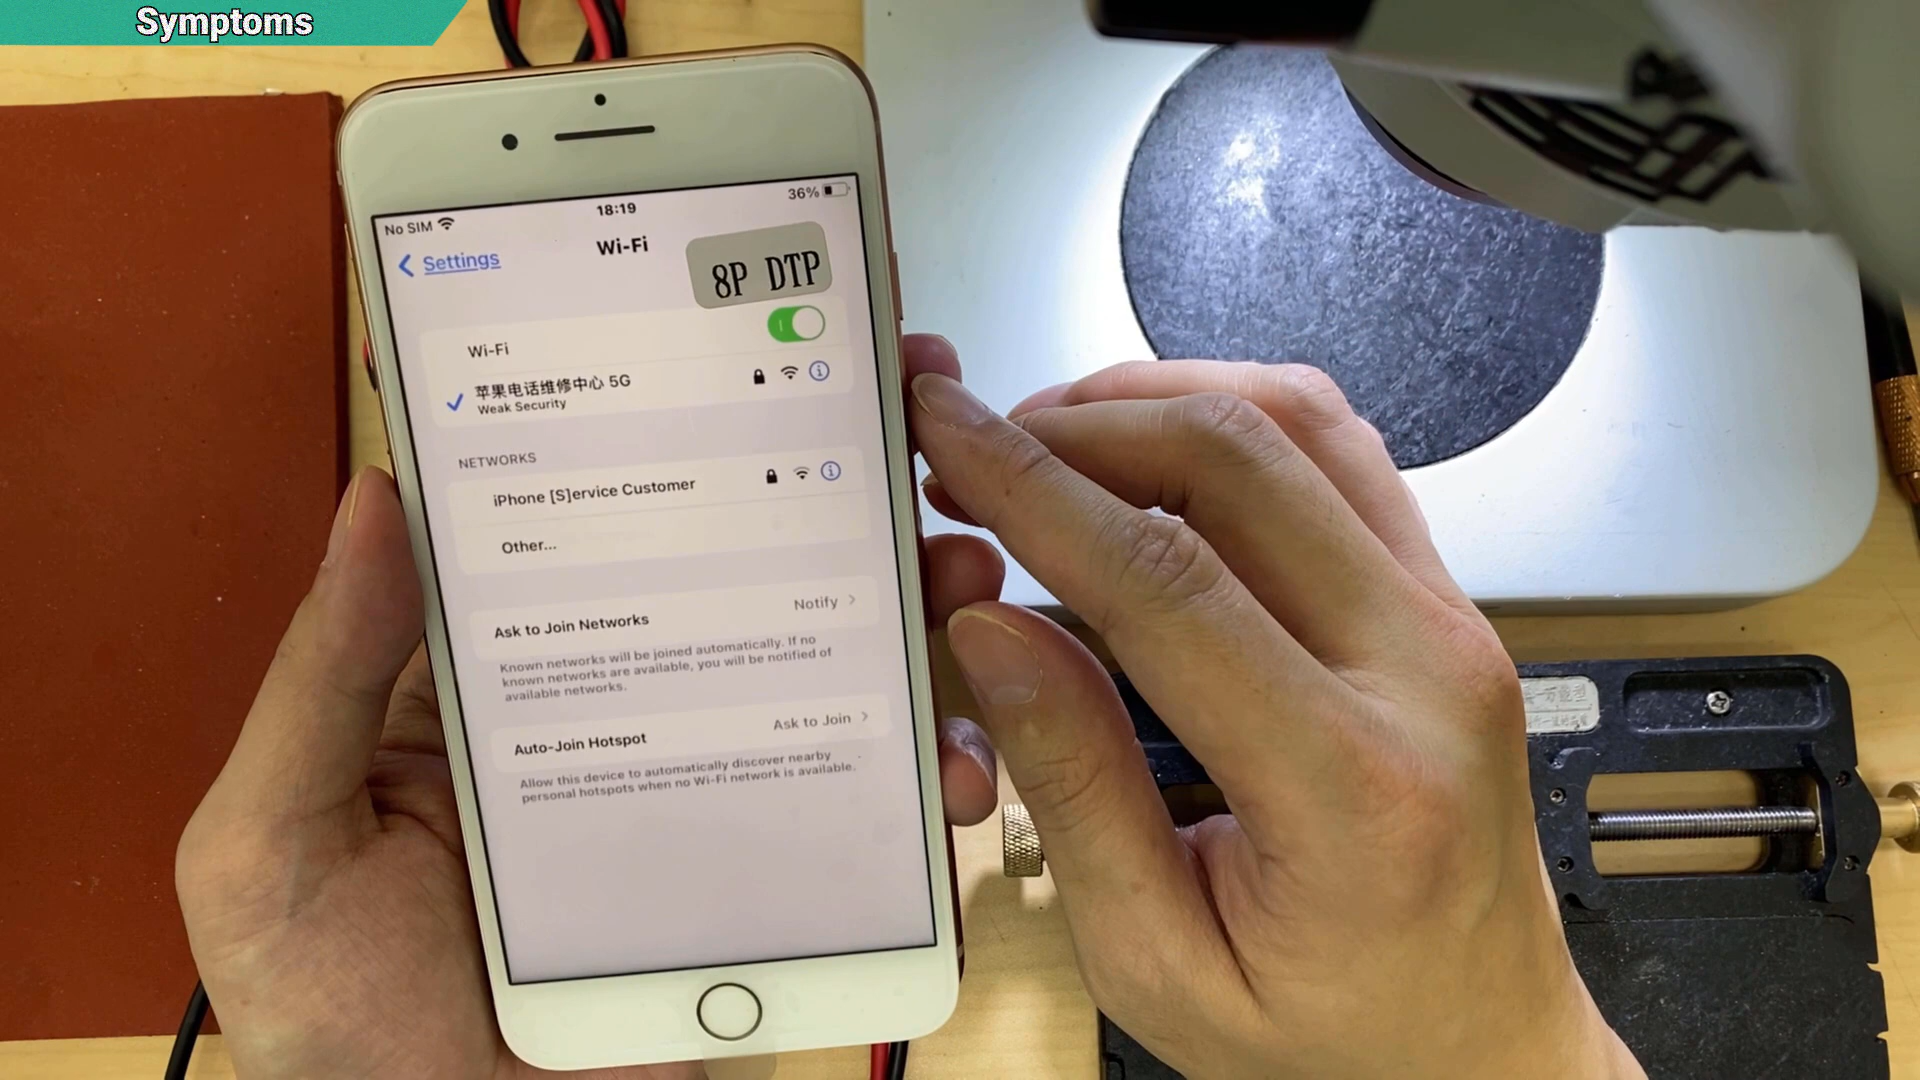 Symptoms
No SIM
18:19
36%
Settings
Wi-Fi
8P DTP
Wi-Fi
苹果电话维修中心 5G
Weak Security
NETWORKS
iPhone [S]ervice Customer
Other...
Ask to Join Networks
Notify
Known networks will be joined automatically. If no
known networks are available, you will be notified of
available networks.
Auto-Join Hotspot
Ask to Join
Allow this device to automatically discover nearby
personal hotspots when no Wi-Fi network is available.